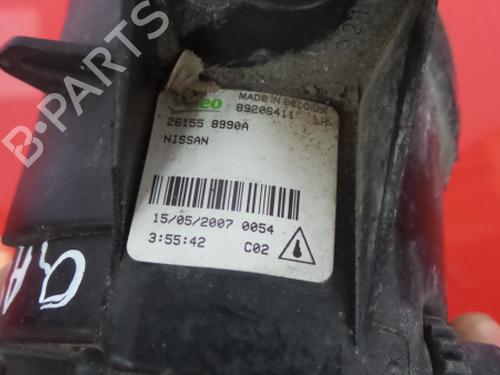 Valeo
MADE IN BELGIUM
89206411 LH
26155 8990A
NISSAN
15/05/2007 0054
3:55:42 C02
B-PARTS